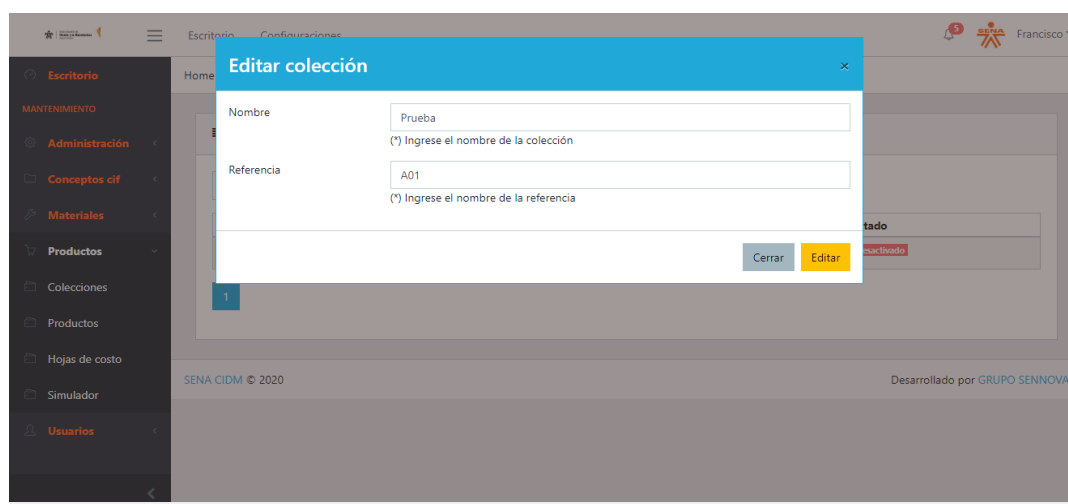 Escritorio Configuraciones 5 SENA Francisco
Escritorio
Home
MANTENIMIENTO
Administración
Conceptos cif
Materiales
Productos
Colecciones
Productos
Hojas de costo
Simulador
Usuarios
Editar colección ×
Nombre Prueba
(*) Ingrese el nombre de la colección
Referencia A01
(*) Ingrese el nombre de la referencia
Cerrar Editar
tado
esactivado
1
SENA CIDM © 2020 Desarrollado por GRUPO SENNOVA